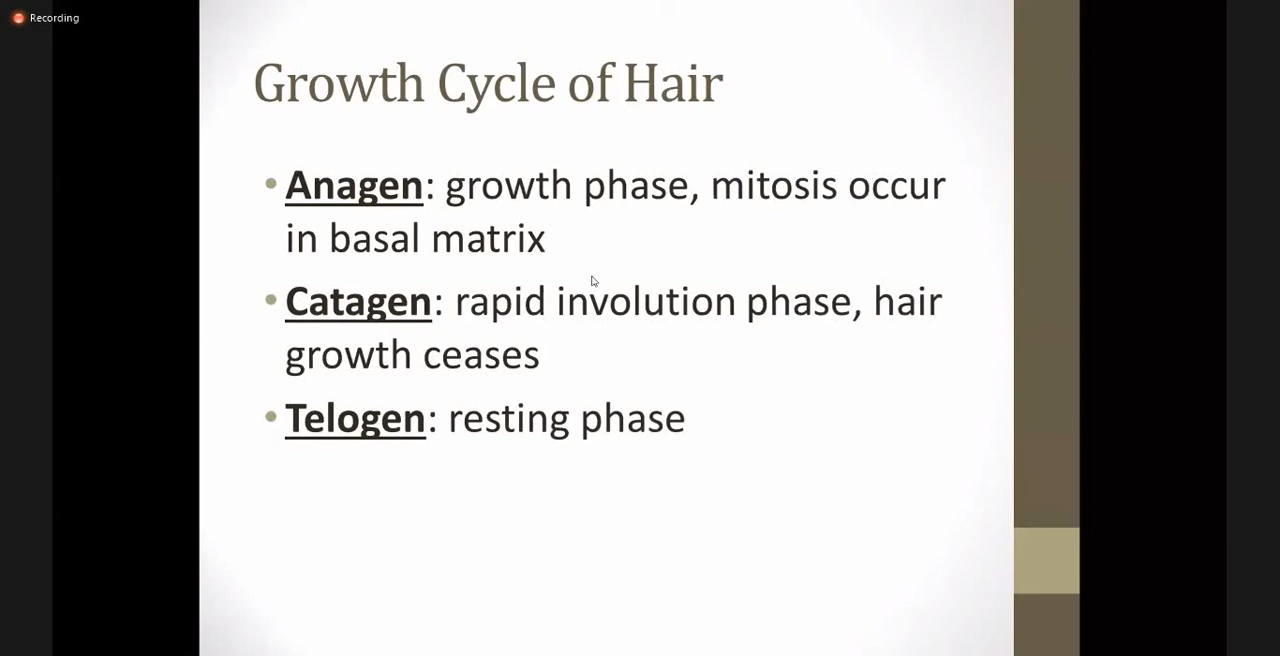 Recording
Growth Cycle of Hair
• Anagen: growth phase, mitosis occur
in basal matrix
• Catagen: rapid involution phase, hair
growth ceases
• Telogen: resting phase